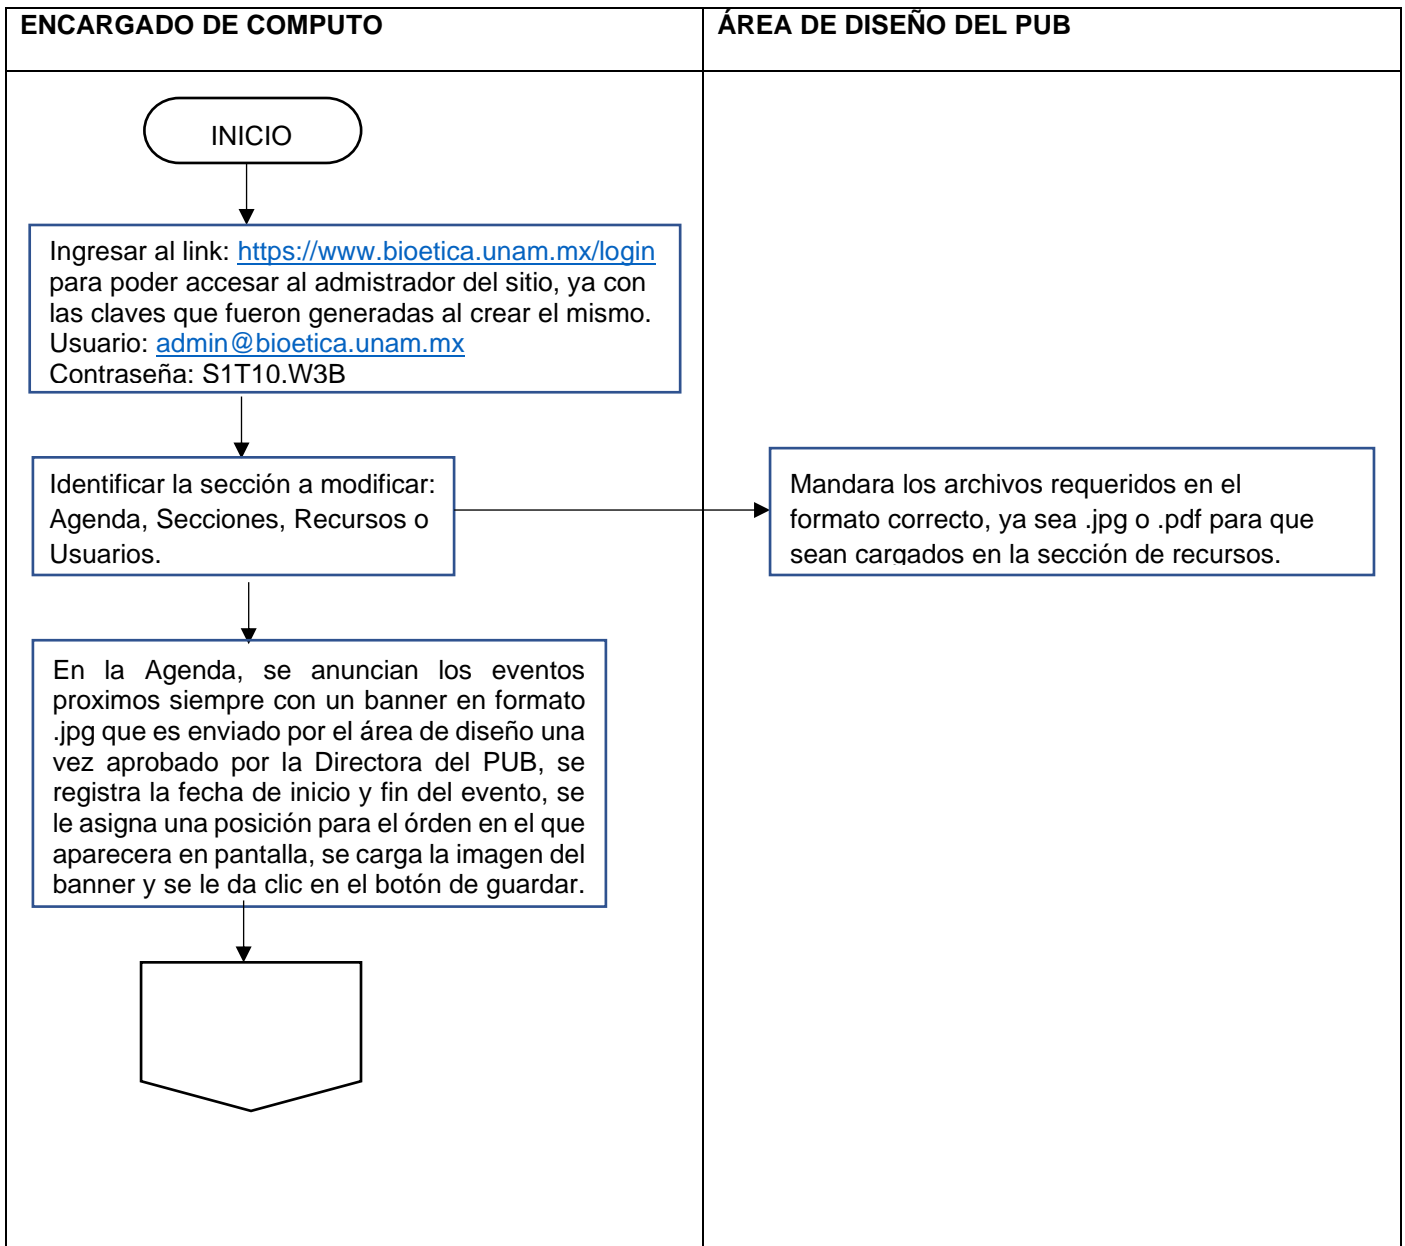 ENCARGADO DE COMPUTO
ÁREA DE DISEÑO DEL PUB
INICIO
Ingresar al link: https://www.bioetica.unam.mx/login
para poder accesar al admistrador del sitio, ya con
las claves que fueron generadas al crear el mismo.
Usuario: admin@bioetica.unam.mx
Contraseña: S1T10.W3B
Identificar la sección a modificar:
Agenda, Secciones, Recursos o
Usuarios.
Mandara los archivos requeridos en el
formato correcto, ya sea .jpg o .pdf para que
sean cargados en la sección de recursos.
En la Agenda, se anuncian los eventos
proximos siempre con un banner en formato
.jpg que es enviado por el área de diseño una
vez aprobado por la Directora del PUB, se
registra la fecha de inicio y fin del evento, se
le asigna una posición para el órden en el que
aparecera en pantalla, se carga la imagen del
banner y se le da clic en el botón de guardar.